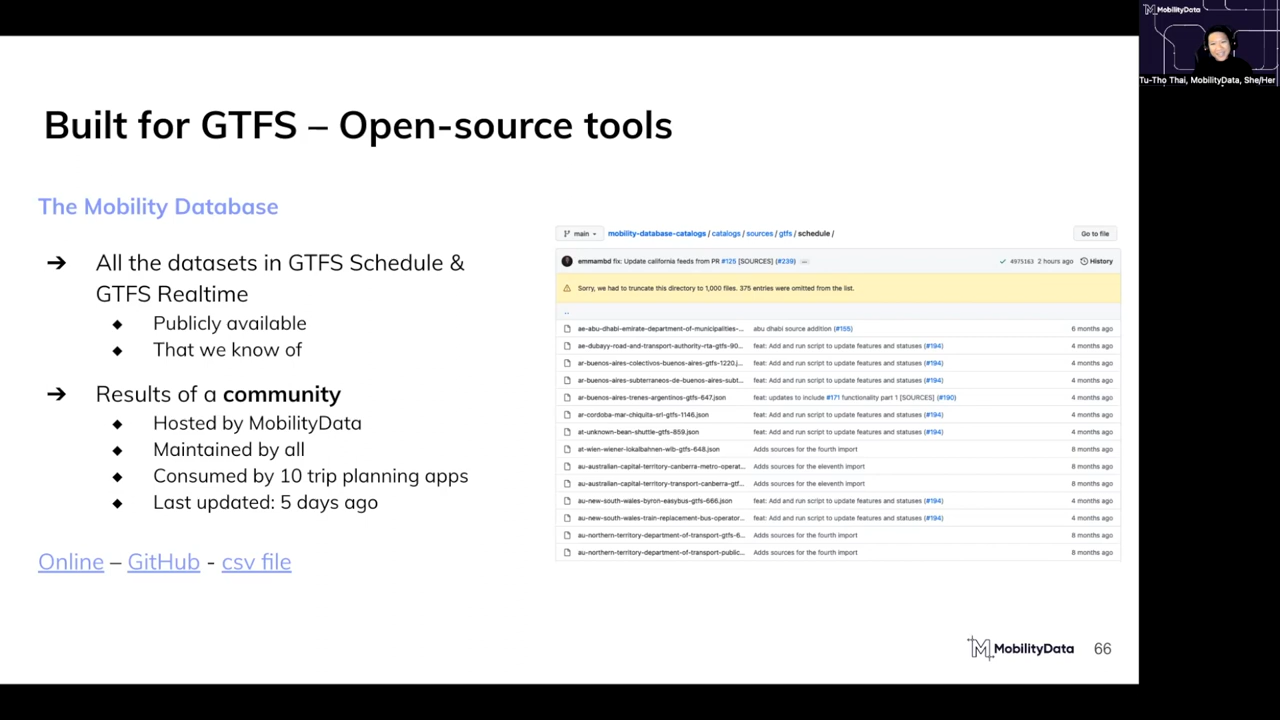 MobilityData
Tu-Tho Thai, MobilityData, She/Her
Built for GTFS – Open-source tools
The Mobility Database
➔ All the datasets in GTFS Schedule &
GTFS Realtime
◆ Publicly available
◆ That we know of
➔ Results of a community
◆ Hosted by MobilityData
◆ Maintained by all
◆ Consumed by 10 trip planning apps
◆ Last updated: 5 days ago
Online – GitHub - csv file
main mobility-database-catalogs / catalogs / sources / gtfs / schedule / Go to file
emmambd fix: Update california feeds from PR #125 [SOURCES] (#239) ... 4975163 2 hours ago History
Sorry, we had to truncate this directory to 1,000 files. 375 entries were omitted from the list.
..
ae-abu-dhabi-emirate-department-of-municipalities-... abu dhabi source addition (#155) 6 months ago
ae-dubayy-road-and-transport-authority-rta-gtfs-90... feat: Add and run script to update features and statuses (#194) 4 months ago
ar-buenos-aires-colectivos-buenos-aires-gtfs-1220.j... feat: Add and run script to update features and statuses (#194) 4 months ago
ar-buenos-aires-subterraneos-de-buenos-aires-subt... feat: Add and run script to update features and statuses (#194) 4 months ago
ar-buenos-aires-trenes-argentinos-gtfs-647.json feat: updates to include #171 functionality part 1 [SOURCES] (#190) 4 months ago
ar-cordoba-mar-chiquita-srl-gtfs-1146.json feat: Add and run script to update features and statuses (#194) 4 months ago
at-unknown-bean-shuttle-gtfs-859.json feat: Add and run script to update features and statuses (#194) 4 months ago
at-wien-wiener-lokalbahnen-wlb-gtfs-648.json Adds sources for the fourth import 8 months ago
au-australian-capital-territory-canberra-metro-operat... Adds sources for the eleventh import 8 months ago
au-australian-capital-territory-transport-canberra-gtf... Adds sources for the eleventh import 8 months ago
au-new-south-wales-byron-easybus-gtfs-666.json feat: Add and run script to update features and statuses (#194) 4 months ago
au-new-south-wales-train-replacement-bus-operator... feat: Add and run script to update features and statuses (#194) 4 months ago
au-northern-territory-department-of-transport-gtfs-6... Adds sources for the fourth import 8 months ago
au-northern-territory-department-of-transport-public... Adds sources for the fourth import 8 months ago
MobilityData 66